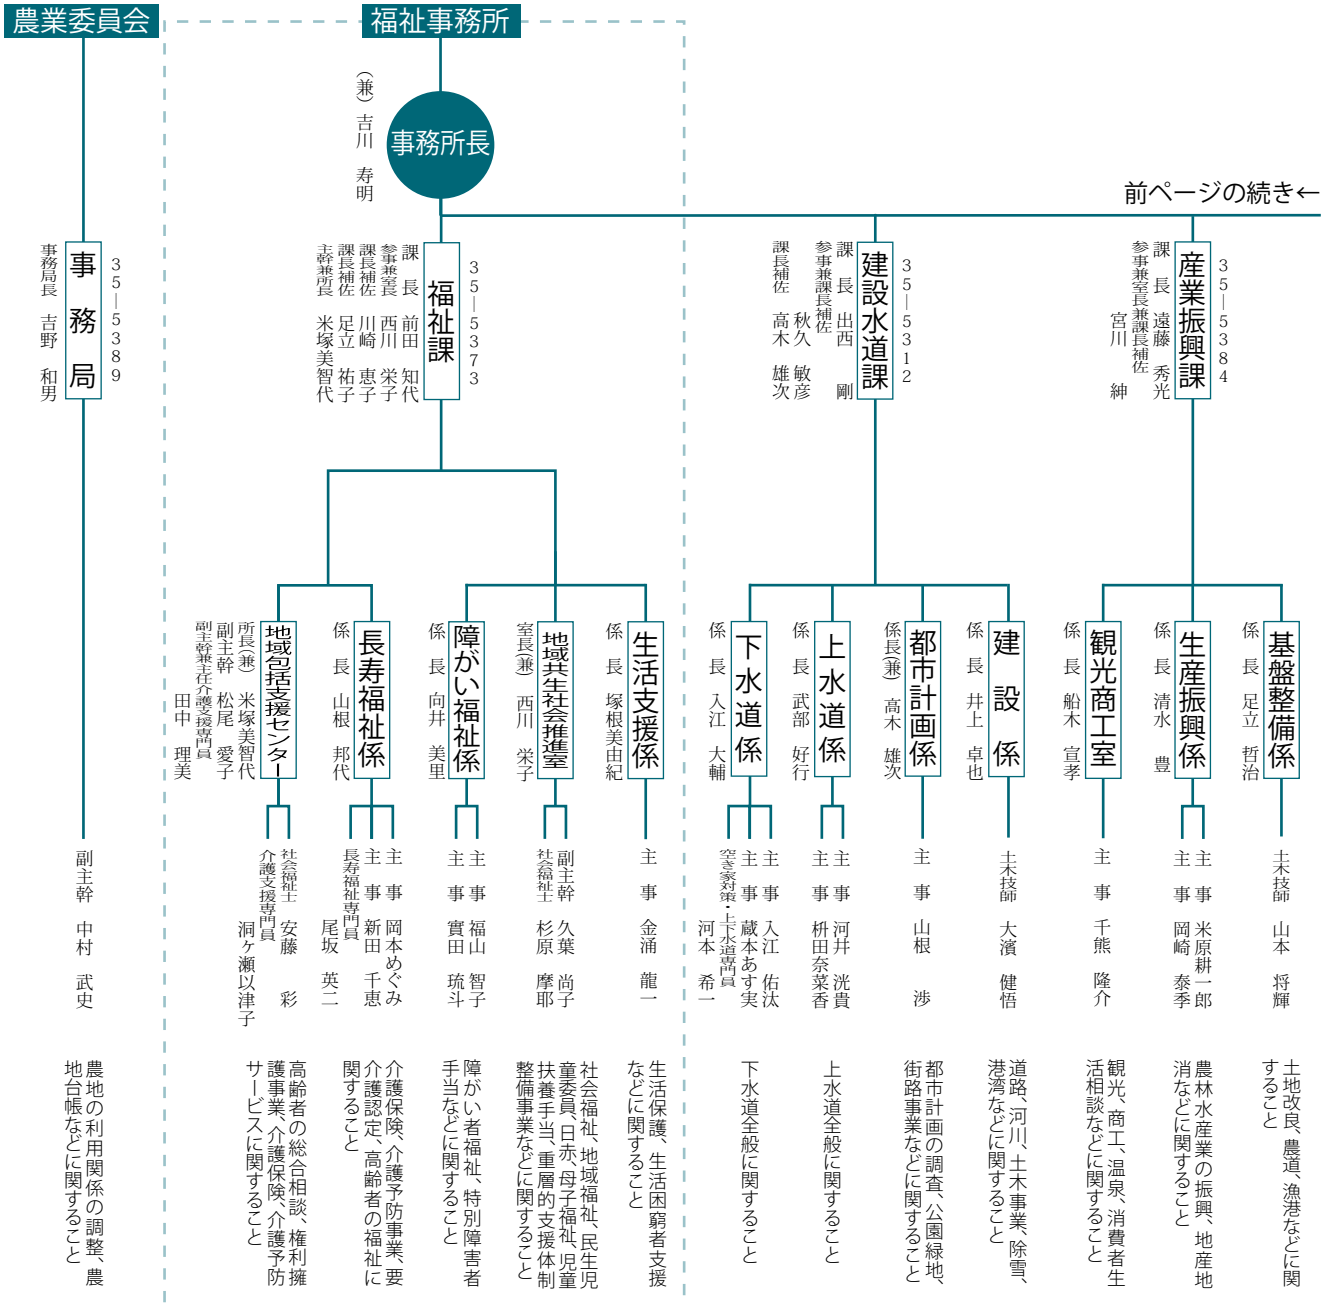 前ページの続き←
産業振興課
35―5384
課長 遠藤 秀光
参事兼室長兼課長補佐
宮川 紳
基盤整備係
係長 足立 哲治
土木技師 山本 将輝
土地改良、農道、漁港などに関
すること
生産振興係
係長 清水 豊
主事 米原耕一郎
主事 岡崎 泰季
農林水産業の振興、地産地
消などに関すること
観光商工室
係長 船木 宣孝
主事 千熊 隆介
観光、商工、温泉、消費者生
活相談などに関すること
建設水道課
35―5312
課長 出西 剛
参事兼課長補佐
秋久 敏彦
課長補佐 高木 雄次
建設係
係長 井上 卓也
土木技師 大濱 健悟
道路、河川、土木事業、除雪、
港湾などに関すること
都市計画係
係長(兼) 高木 雄次
主事 山根 渉
都市計画の調査、公園緑地、
街路事業などに関すること
上水道係
係長 武部 好行
主事 河井 洸貴
主事 枡田奈菜香
上水道全般に関すること
下水道係
係長 入江 大輔
主事 入江 佑汰
主事 蔵本あす実
空き家対策・上下水道専門員
河本 希一
下水道全般に関すること
福祉事務所
事務所長
(兼) 吉川 寿明
福祉課
35―5373
課長 前田 知代
参事兼室長 西川 栄子
課長補佐 川崎 恵子
課長補佐 足立 祐子
主幹兼所長 米塚美智代
生活支援係
係長 塚根美由紀
主事 金涌 龍一
生活保護、生活困窮者支援
などに関すること
地域共生社会推進室
室長(兼) 西川 栄子
副主幹 久葉 尚子
社会福祉士 杉原 摩耶
社会福祉、地域福祉、民生児
童委員、日赤、母子福祉、児童
扶養手当、重層的支援体制
整備事業などに関すること
障がい福祉係
係長 向井 美里
主事 福山 智子
主事 實田 琉斗
障がい者福祉、特別障害者
手当などに関すること
長寿福祉係
係長 山根 邦代
主事 岡本めぐみ
主事 新田 千恵
長寿福祉専門員
尾坂 英二
介護保険、介護予防事業、要
介護認定、高齢者の福祉に
関すること
地域包括支援センター
所長(兼) 米塚美智代
副主幹 松尾 愛子
副主幹兼主任介護支援専門員
田中 理美
社会福祉士 安藤 彩
介護支援専門員
洞ヶ瀬以津子
高齢者の総合相談、権利擁
護事業、介護保険、介護予防
サービスに関すること
農業委員会
事務局
35―5389
事務局長 吉野 和男
副主幹 中村 武史
農地の利用関係の調整、農
地台帳などに関すること